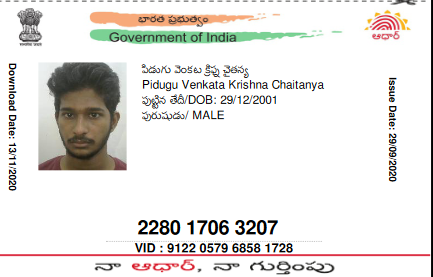 భారత ప్రభుత్వం
Government of India
ఆధార్
Download Date: 13/11/2020
పిడుగు వెంకట క్రిష్ణ చైతన్య
Pidugu Venkata Krishna Chaitanya
పుట్టిన తేదీ/DOB: 29/12/2001
పురుషుడు/ MALE
Issue Date: 29/09/2020
2280 1706 3207
VID : 9122 0579 6858 1728
నా ఆధార్, నా గుర్తింపు